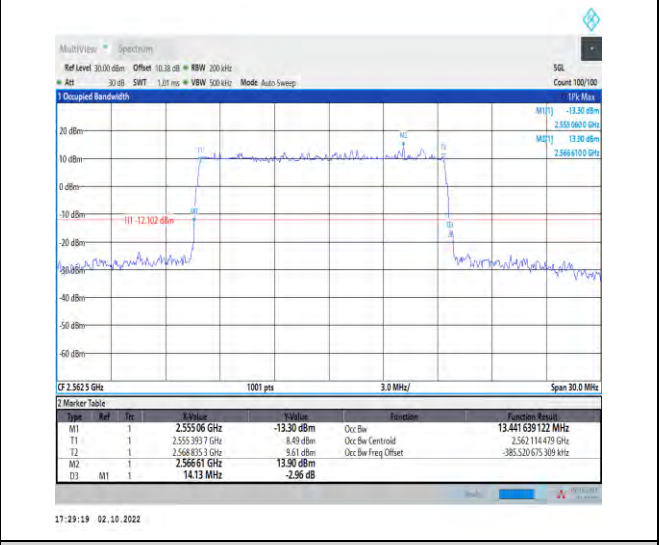 MultiView Spectrum
Ref Level 30.00 dBm Offset 10.38 dB RBW 200 kHz SGL
Att 30 dB SWT 1.01 ms VBW 500 kHz Mode Auto Sweep Count 100/100
1 Occupied Bandwidth 1Pk Max
M1[1] -13.30 dBm
2.555 060 0 GHz
M2[1] 13.90 dBm
2.566 610 0 GHz
20 dBm
M2
T1 T2
10 dBm
0 dBm
-10 dBm
M1
H1 -12.102 dBm
D3
-20 dBm
-30 dBm
-40 dBm
-50 dBm
-60 dBm
CF 2.562 5 GHz 1001 pts 3.0 MHz/ Span 30.0 MHz
2 Marker Table
Type Ref Trc X-Value Y-Value Function Function Result
M1 1 2.555 06 GHz -13.30 dBm Occ Bw 13.441 639 122 MHz
T1 1 2.555 393 7 GHz 8.49 dBm Occ Bw Centroid 2.562 114 479 GHz
T2 1 2.568 835 3 GHz 9.61 dBm Occ Bw Freq Offset -385.520 675 309 kHz
M2 1 2.566 61 GHz 13.90 dBm
D3 M1 1 14.13 MHz -2.96 dB
17:29:19 02.10.2022